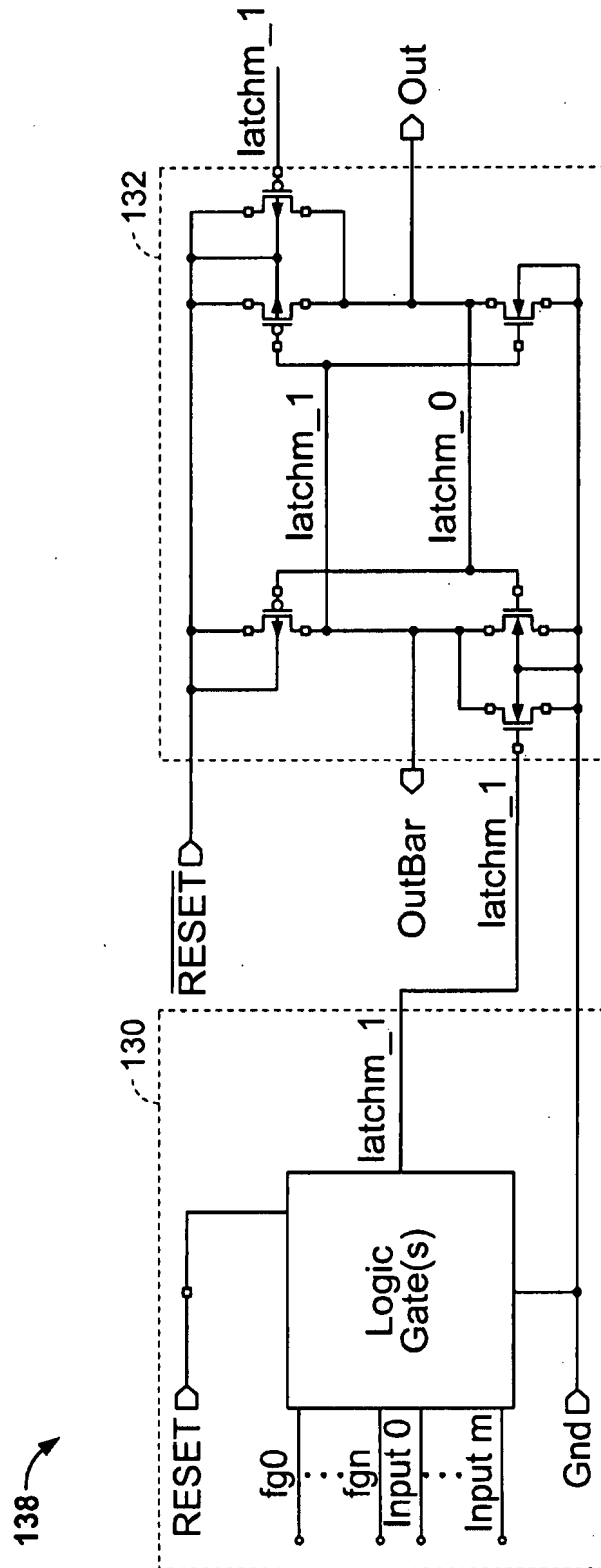 138
130
RESET
fg0
fgn
Input 0
Input m
Gnd
Logic
Gate(s)
latchm_1
RESET
132
OutBar
latchm_1
latchm_1
latchm_0
latchm_1
Out